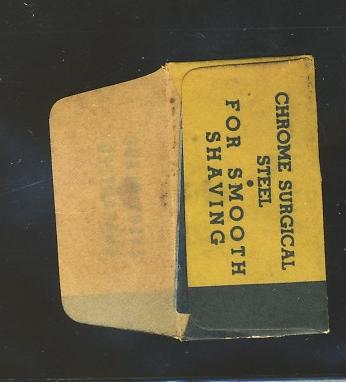 CHROME SURGICAL
STEEL
FOR SMOOTH
SHAVING